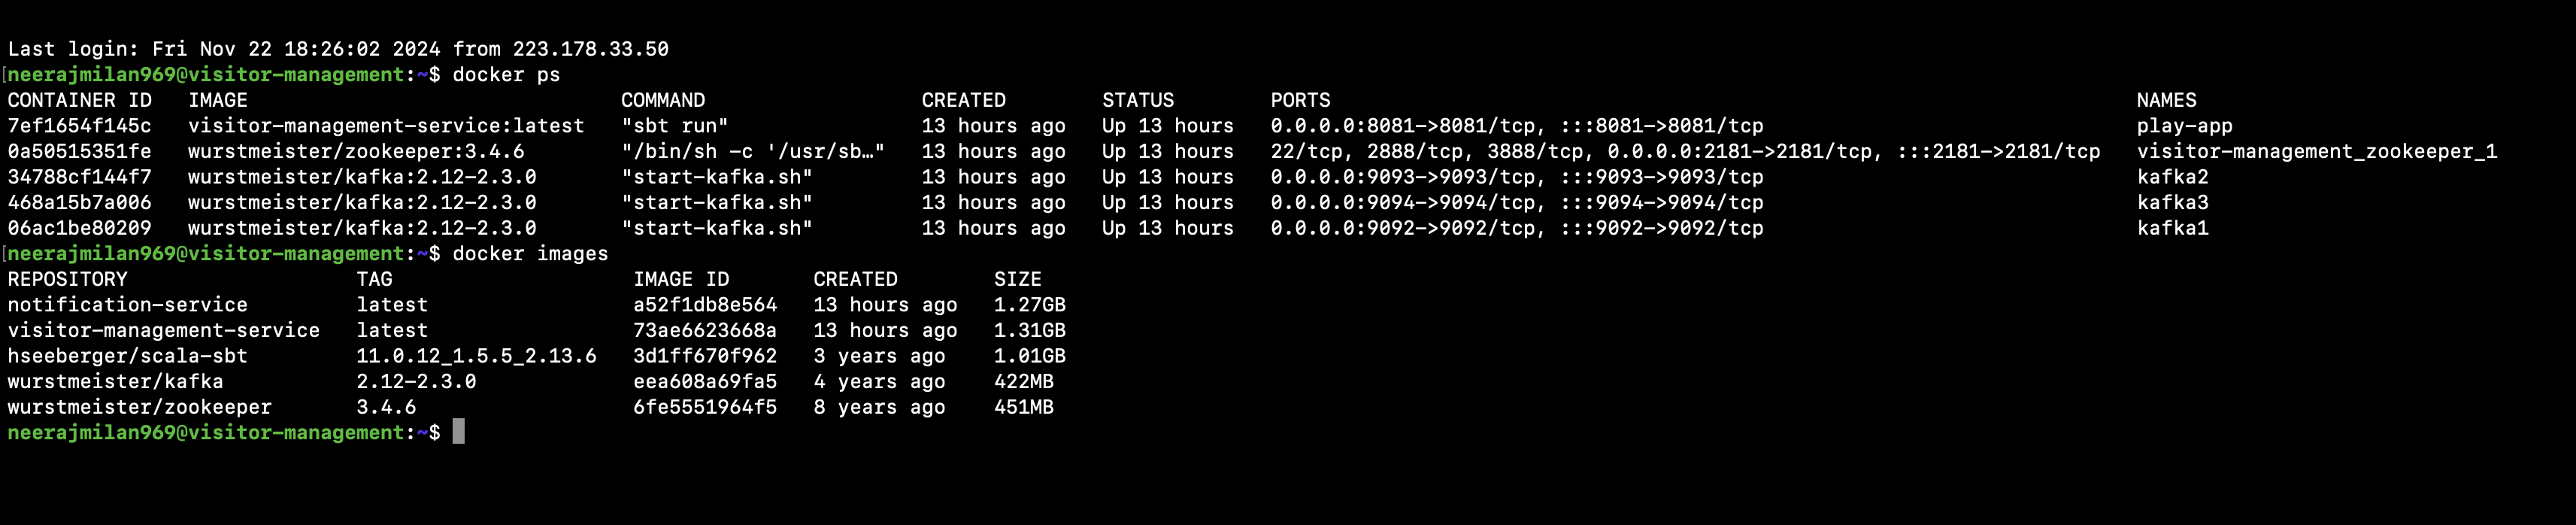 Last login: Fri Nov 22 18:26:02 2024 from 223.178.33.50
[neerajmilan969@visitor-management:~$ docker ps
CONTAINER ID   IMAGE                               COMMAND                  CREATED        STATUS        PORTS                                                                  NAMES
7ef1654f145c   visitor-management-service:latest   "sbt run"                13 hours ago   Up 13 hours   0.0.0.0:8081->8081/tcp, :::8081->8081/tcp                              play-app
0a50515351fe   wurstmeister/zookeeper:3.4.6        "/bin/sh -c '/usr/sb…"   13 hours ago   Up 13 hours   22/tcp, 2888/tcp, 3888/tcp, 0.0.0.0:2181->2181/tcp, :::2181->2181/tcp   visitor-management_zookeeper_1
34788cf144f7   wurstmeister/kafka:2.12-2.3.0       "start-kafka.sh"         13 hours ago   Up 13 hours   0.0.0.0:9093->9093/tcp, :::9093->9093/tcp                              kafka2
468a15b7a006   wurstmeister/kafka:2.12-2.3.0       "start-kafka.sh"         13 hours ago   Up 13 hours   0.0.0.0:9094->9094/tcp, :::9094->9094/tcp                              kafka3
06ac1be80209   wurstmeister/kafka:2.12-2.3.0       "start-kafka.sh"         13 hours ago   Up 13 hours   0.0.0.0:9092->9092/tcp, :::9092->9092/tcp                              kafka1
[neerajmilan969@visitor-management:~$ docker images
REPOSITORY                   TAG                    IMAGE ID       CREATED        SIZE
notification-service         latest                 a52f1db8e564   13 hours ago   1.27GB
visitor-management-service   latest                 73ae6623668a   13 hours ago   1.31GB
hseeberger/scala-sbt         11.0.12_1.5.5_2.13.6   3d1ff670f962   3 years ago    1.01GB
wurstmeister/kafka           2.12-2.3.0             eea608a69fa5   4 years ago    422MB
wurstmeister/zookeeper       3.4.6                  6fe5551964f5   8 years ago    451MB
neerajmilan969@visitor-management:~$